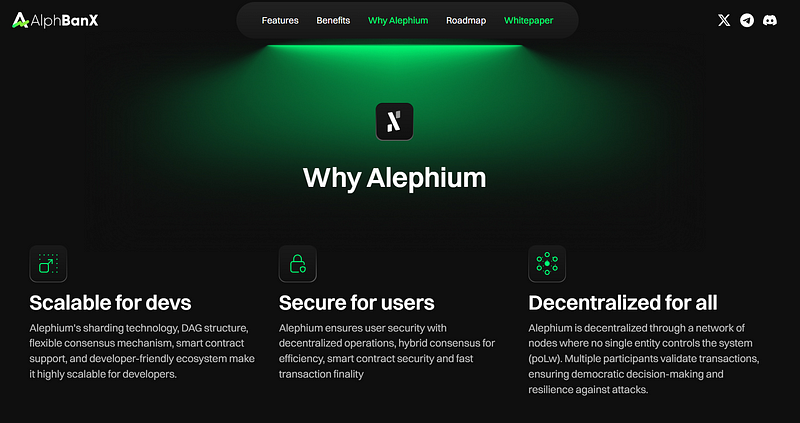 AlphBanX
Features Benefits Why Alephium Roadmap Whitepaper
Why Alephium
Scalable for devs
Alephium's sharding technology, DAG structure,
flexible consensus mechanism, smart contract
support, and developer-friendly ecosystem make
it highly scalable for developers.
Secure for users
Alephium ensures user security with
decentralized operations, hybrid consensus for
efficiency, smart contract security and fast
transaction finality
Decentralized for all
Alephium is decentralized through a network of
nodes where no single entity controls the system
(poLw). Multiple participants validate transactions,
ensuring democratic decision-making and
resilience against attacks.